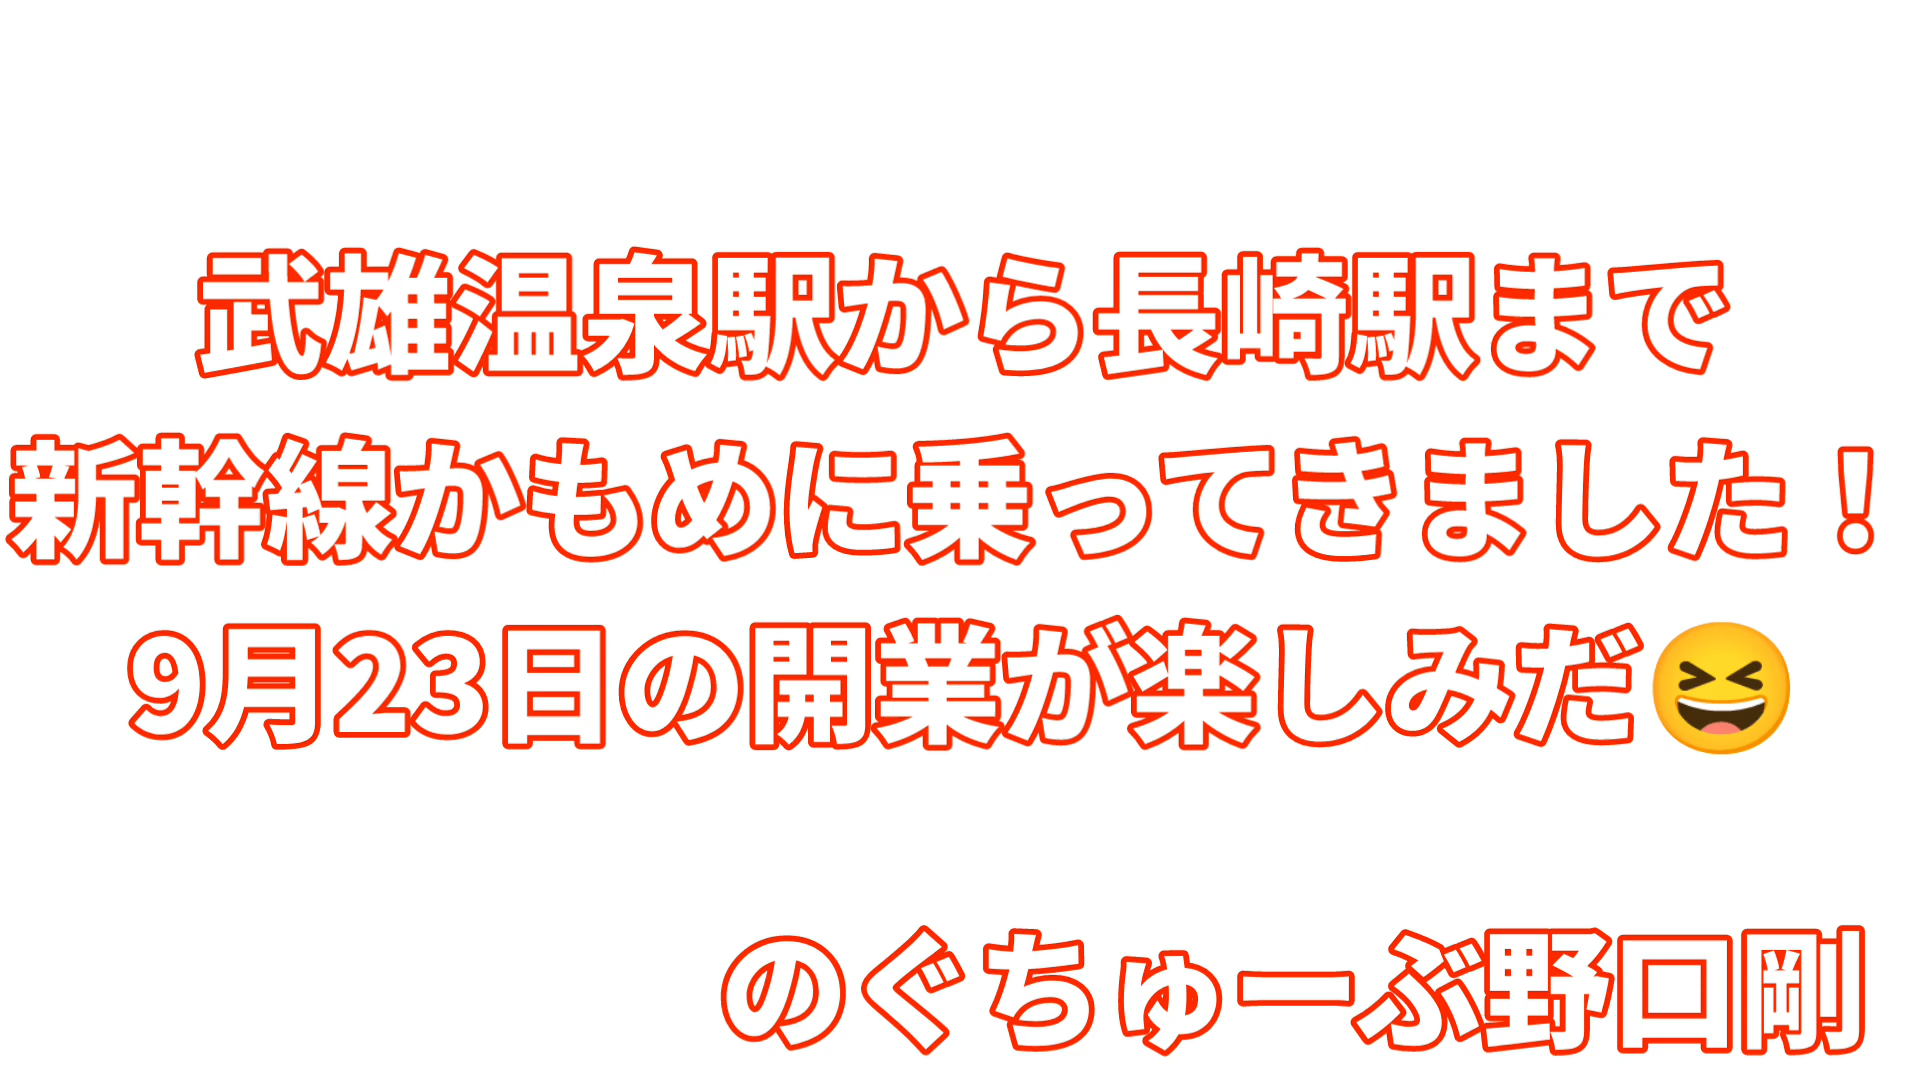 武雄温泉駅から長崎駅まで
新幹線かもめに乗ってきました！
9月23日の開業が楽しみだ😆
のぐちゅーぶ野口剛